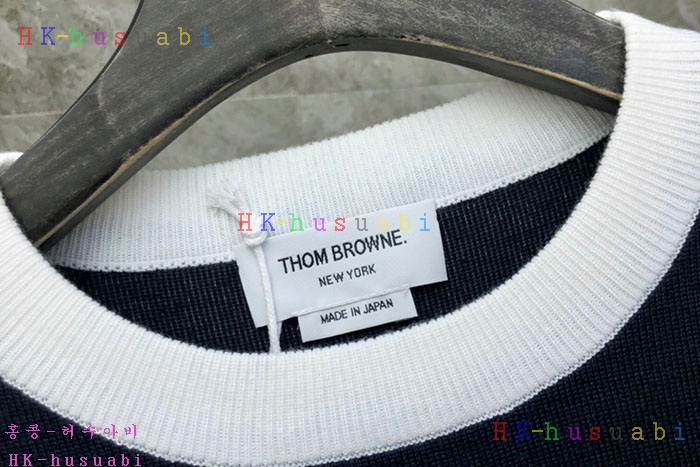 HK-husuabi
HK-husuabi
THOM BROWNE.
NEW YORK
MADE IN JAPAN
홍콩-허수아비
HK-husuabi
HK-husuabi